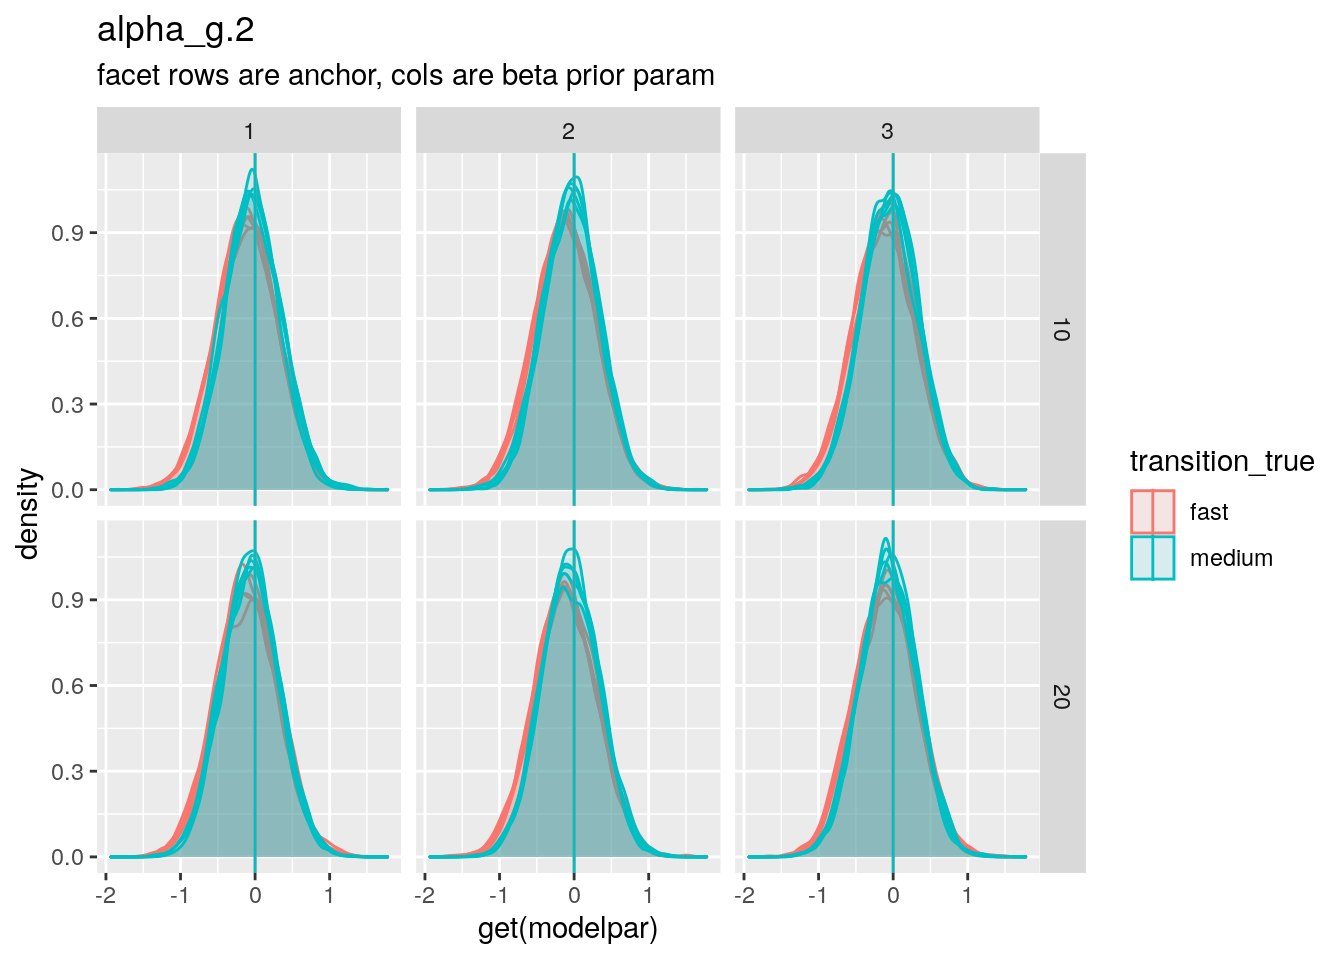 alpha_g.2
facet rows are anchor, cols are beta prior param
1 2 3
10
20
density
0.9
0.6
0.3
0.0
0.9
0.6
0.3
0.0
-2 -1 0 1 -2 -1 0 1 -2 -1 0 1
get(modelpar)
transition_true
fast
medium